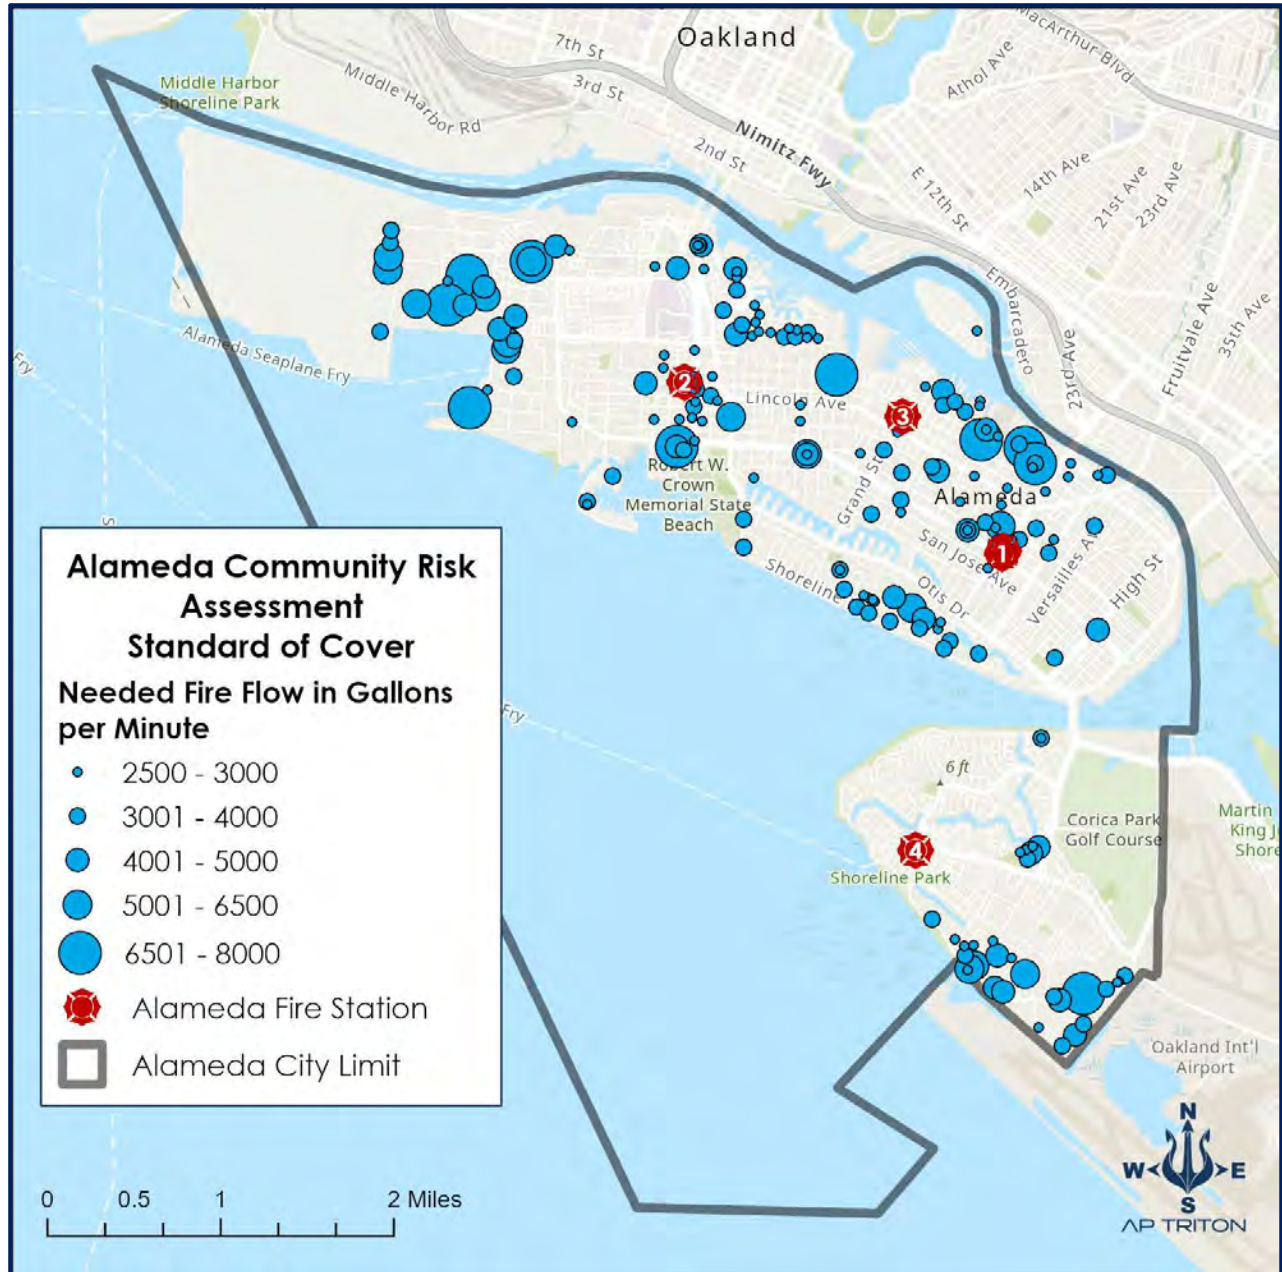 Oakland
MacArthur Blvd
Athol Ave
7th St
3rd St
Middle Harbor
Shoreline Park
Middle Harbor Rd
Nimitz Fwy
2nd St
E 12th St
14th Ave
21st Ave
23rd Ave
Embarcadero
35th Ave
Fruitvale Ave
23rd Ave
Alameda Seaplane Fry
Fry
2
Lincoln Ave
3
Grand St
Robert W.
Crown
Memorial State
Beach
Alameda
1
San Jose Ave
Versailles Av
High St
Otis Dr
Shoreline
S
Fry
Alameda Community Risk
Assessment
Standard of Cover
Needed Fire Flow in Gallons
per Minute
2500 - 3000
3001 - 4000
4001 - 5000
5001 - 6500
6501 - 8000
Alameda Fire Station
Alameda City Limit
6 ft
Corica Park
Golf Course
Martin
King J
Shore
4
Shoreline Park
Oakland Int'l
Airport
0 0.5 1 2 Miles
N
W E
S
AP TRITON